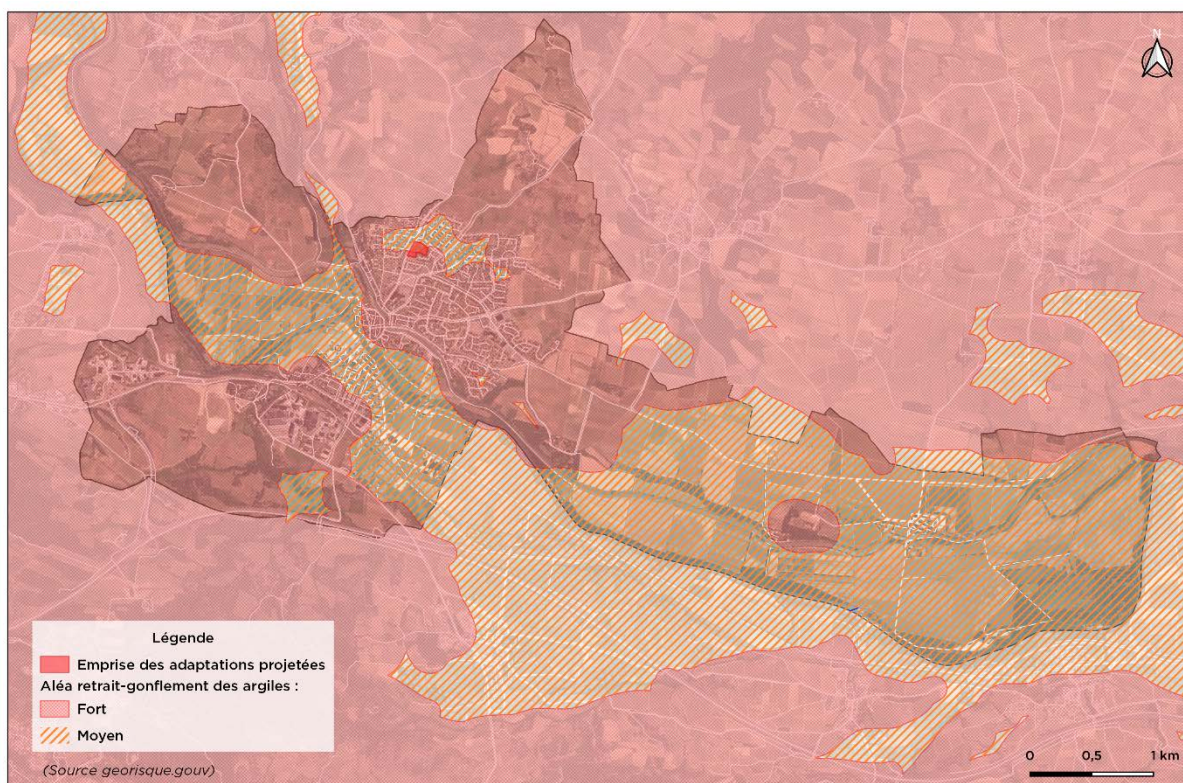 N
Légende
Emprise des adaptations projetées
Aléa retrait-gonflement des argiles :
Fort
Moyen
(Source georisque.gouv)
0 0,5 1 km